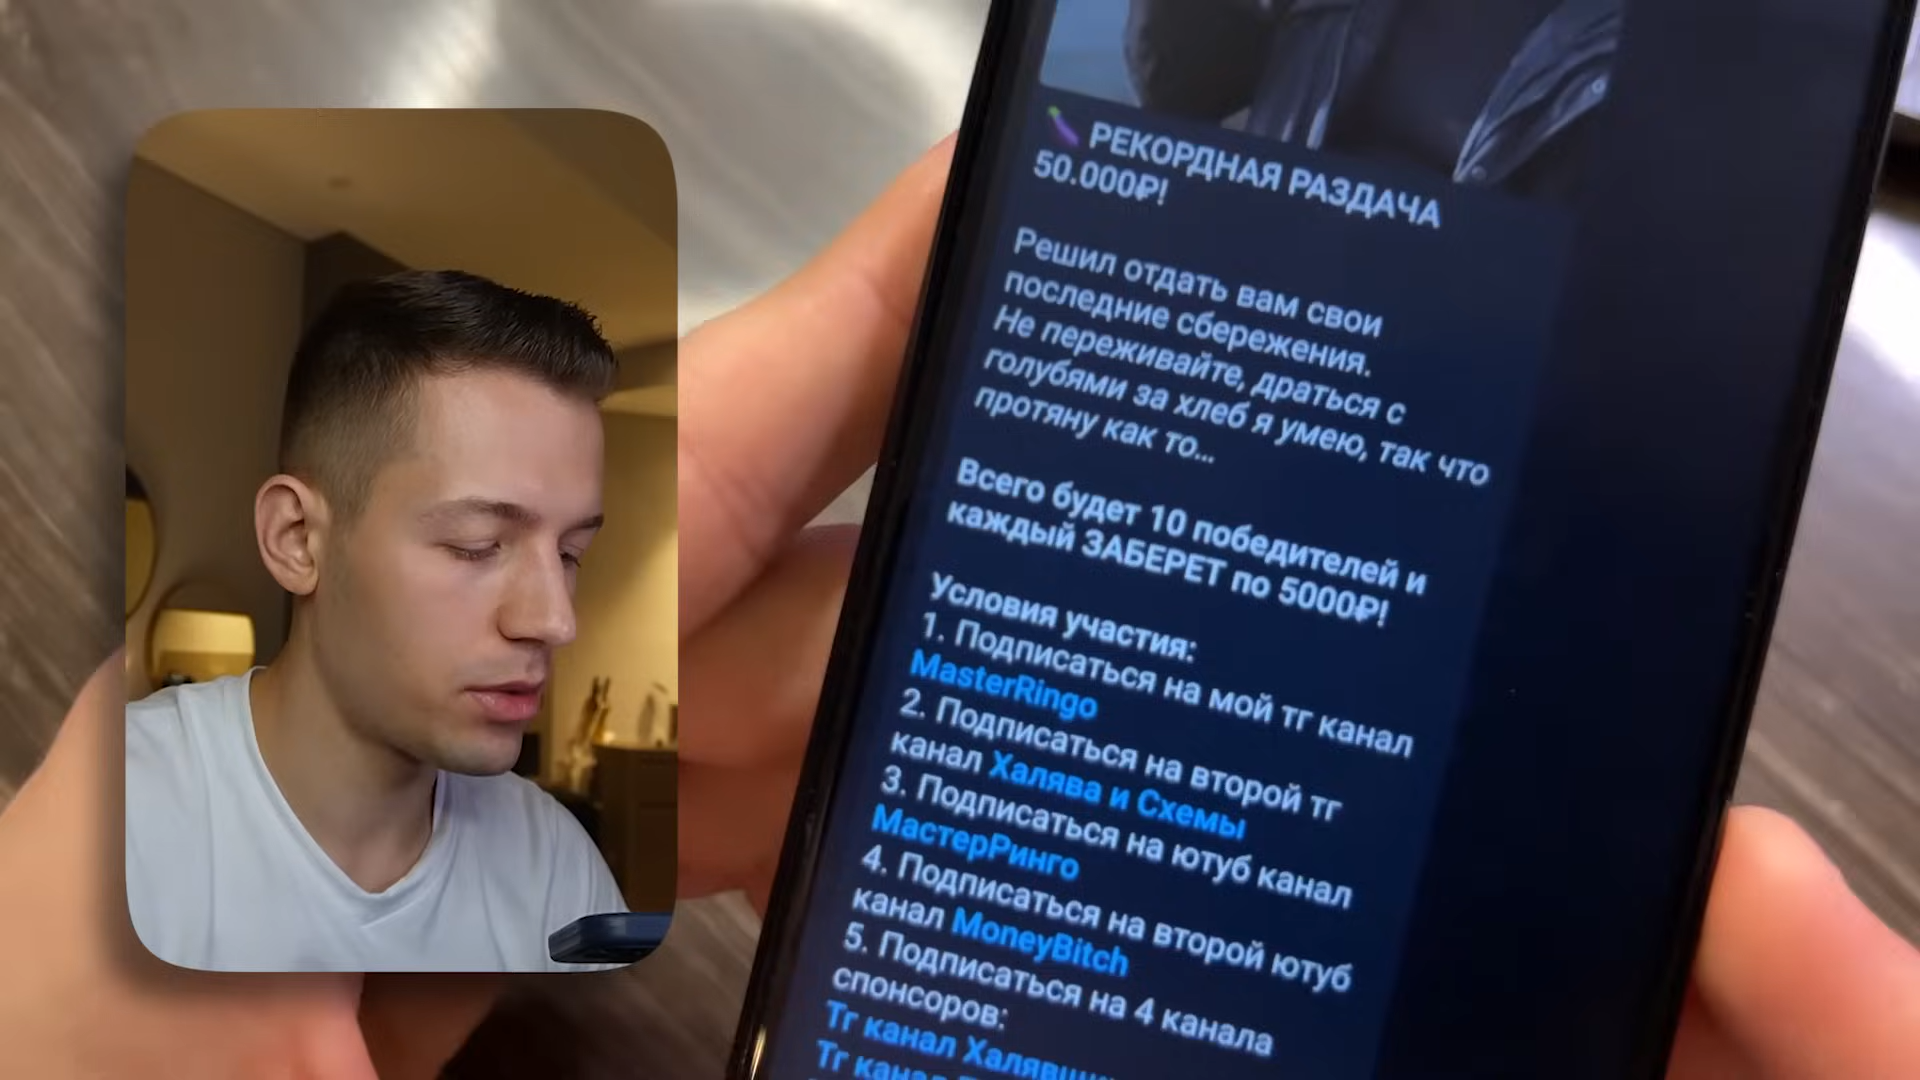 🍆 РЕКОРДНАЯ РАЗДАЧА
50.000₽!
Решил отдать вам свои
последние сбережения.
Не переживайте, драться с
голубями за хлеб я умею, так что
протяну как то...
Всего будет 10 победителей и
каждый ЗАБЕРЕТ по 5000₽!
Условия участия:
1. Подписаться на мой тг канал
MasterRingo
2. Подписаться на второй тг
канал Халява и Схемы
3. Подписаться на ютуб канал
МастерРинго
4. Подписаться на второй ютуб
канал MoneyBitch
5. Подписаться на 4 канала
спонсоров:
Тг канал
Тг канал